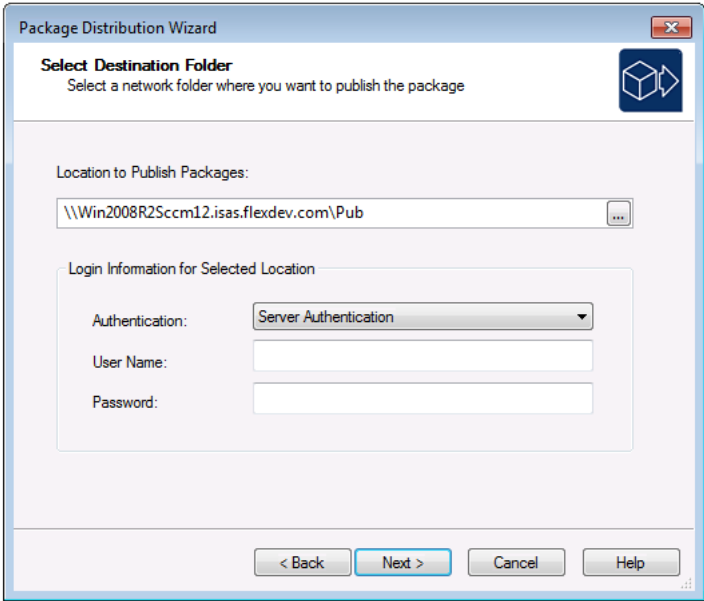 Package Distribution Wizard
Select Destination Folder
Select a network folder where you want to publish the package
Location to Publish Packages:
\\Win2008R2Sccm12.isas.flexdev.com\Pub
...
Login Information for Selected Location
Authentication:
Server Authentication
User Name:
Password:
< Back
Next >
Cancel
Help